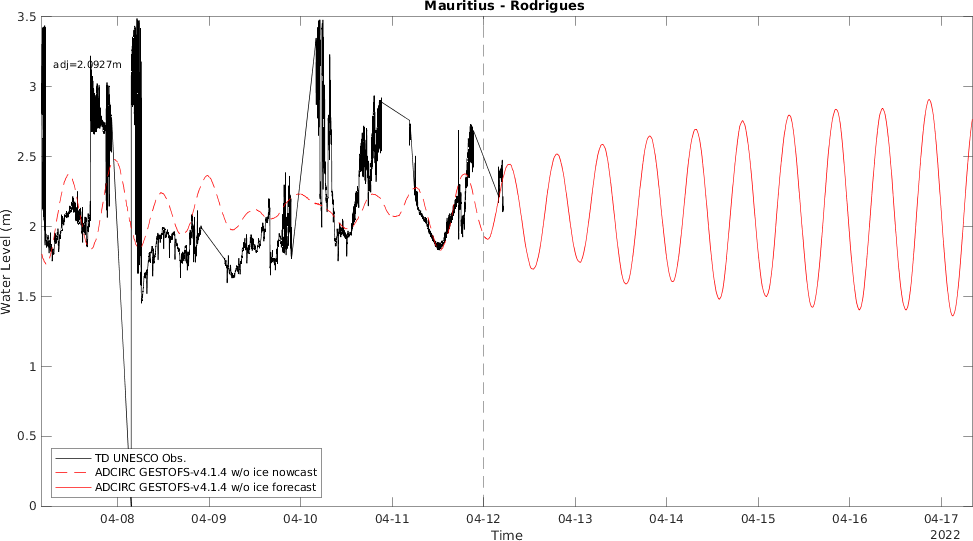 Mauritius - Rodrigues
3.5
3
2.5
2
1.5
1
0.5
0
Water Level (m)
adj=2.0927m
TD UNESCO Obs.
ADCIRC GESTOFS-v4.1.4 w/o ice nowcast
ADCIRC GESTOFS-v4.1.4 w/o ice forecast
04-08 04-09 04-10 04-11 04-12 04-13 04-14 04-15 04-16 04-17
Time
2022